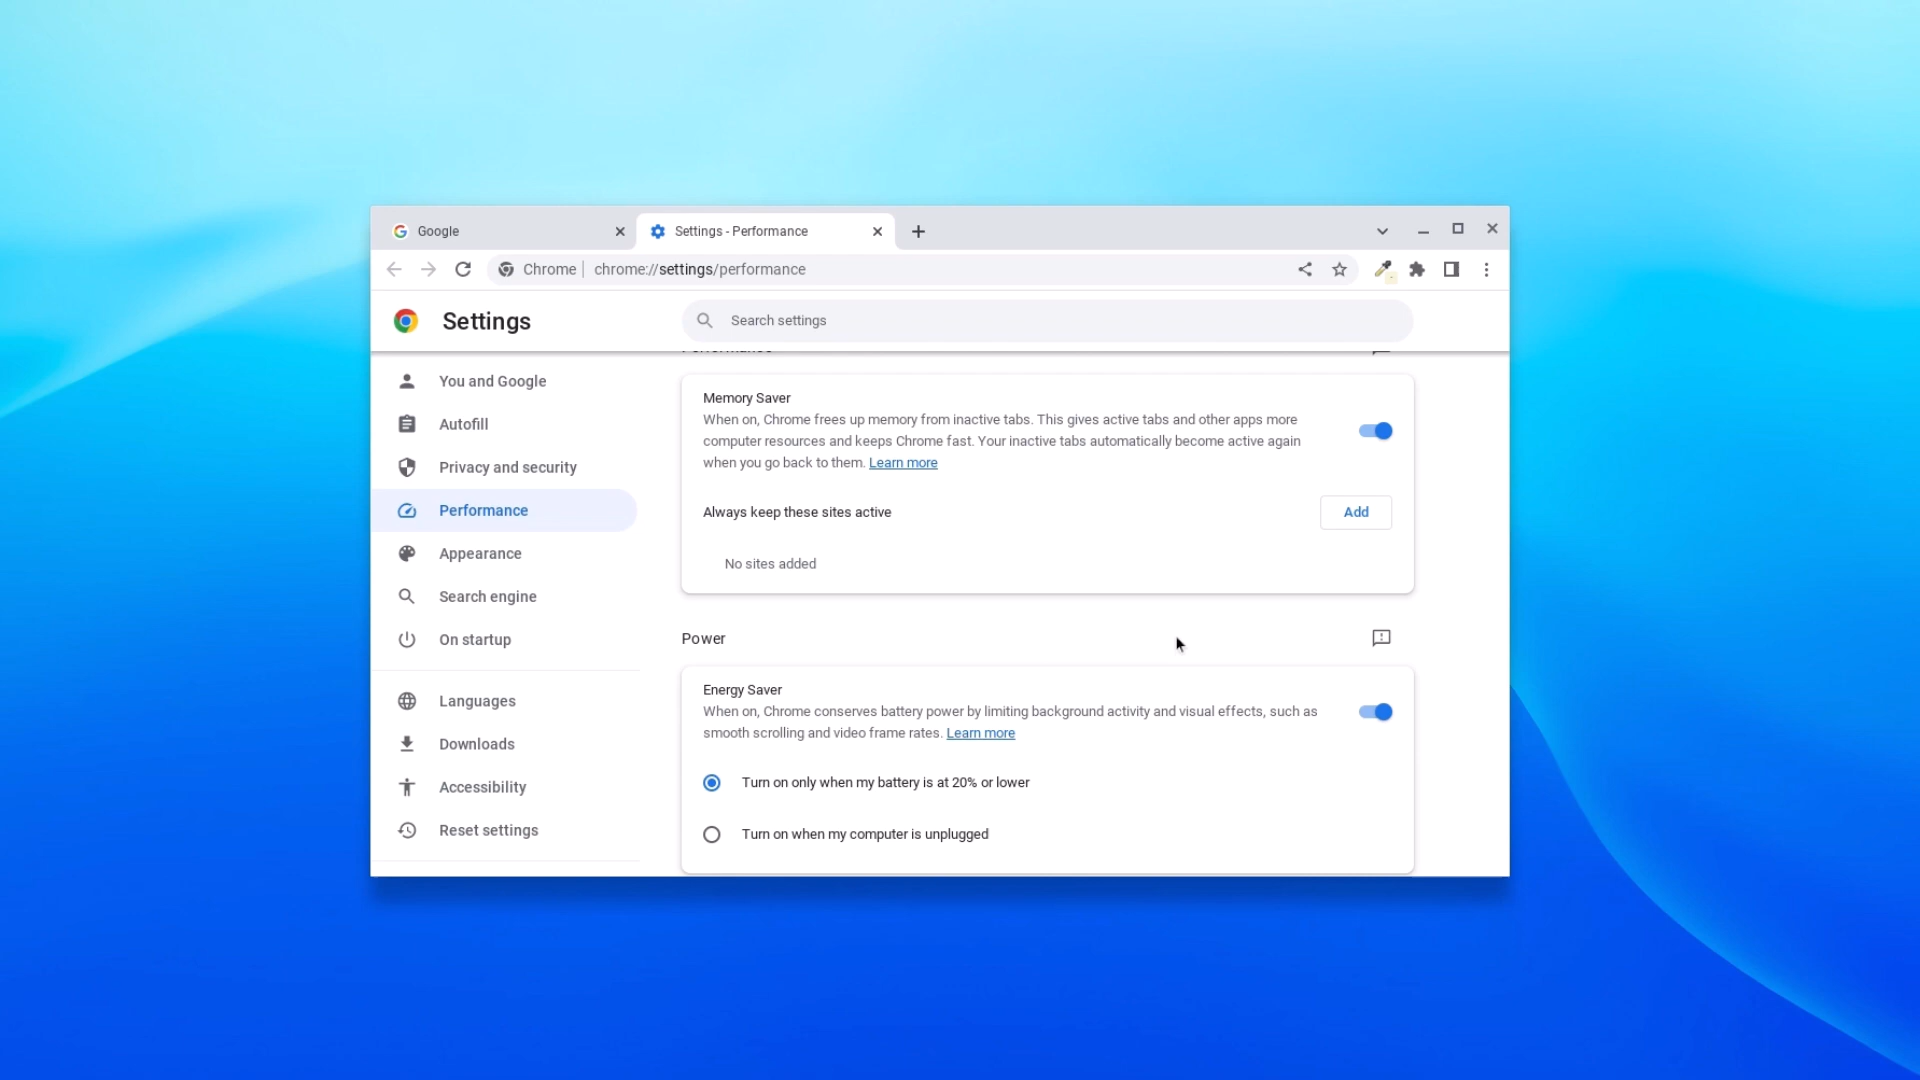 Google
Settings - Performance
Chrome
chrome://settings/performance
Settings
Search settings
You and Google
Autofill
Privacy and security
Performance
Appearance
Search engine
On startup
Languages
Downloads
Accessibility
Reset settings
Memory Saver
When on, Chrome frees up memory from inactive tabs. This gives active tabs and other apps more
computer resources and keeps Chrome fast. Your inactive tabs automatically become active again
when you go back to them. Learn more
Always keep these sites active
Add
No sites added
Power
Energy Saver
When on, Chrome conserves battery power by limiting background activity and visual effects, such as
smooth scrolling and video frame rates. Learn more
Turn on only when my battery is at 20% or lower
Turn on when my computer is unplugged